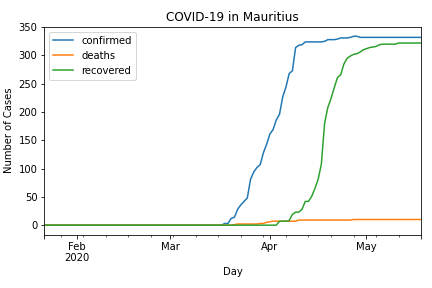 COVID-19 in Mauritius
confirmed
deaths
recovered
Number of Cases
350
300
250
200
150
100
50
0
Feb
2020
Mar
Apr
May
Day